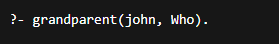 ?- grandparent(john, Who).